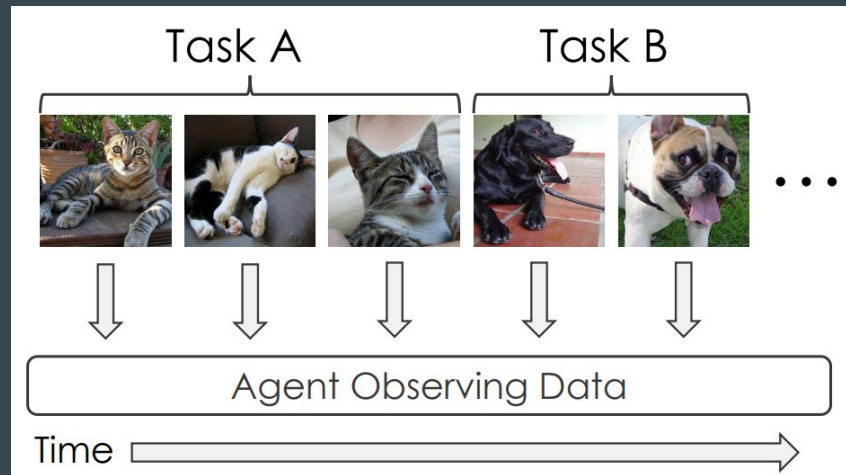 Task A
Task B
...
Agent Observing Data
Time